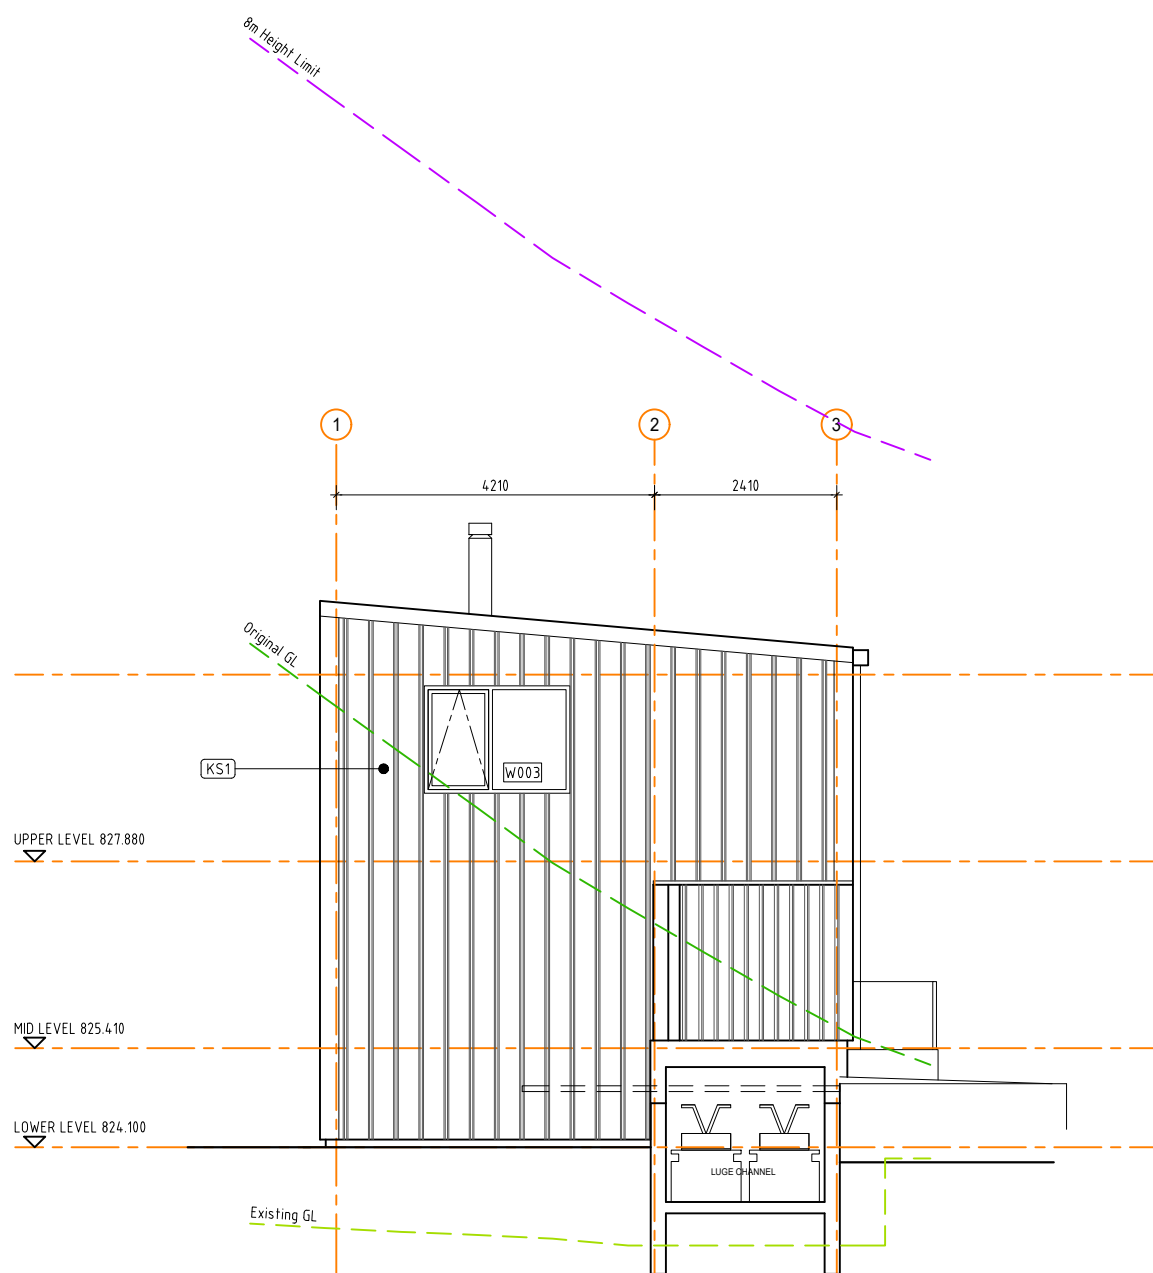 8m Height Limit
1
2
3
4210
2410
Original GL
KS1
W003
UPPER LEVEL 827.880
MID LEVEL 825.410
LOWER LEVEL 824.100
LUGE CHANNEL
Existing GL